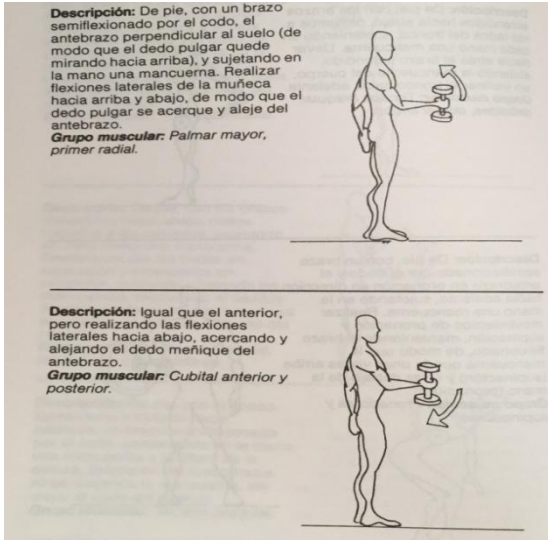 Descripción: De pie, con un brazo
semiflexionado por el codo, el
antebrazo perpendicular al suelo (de
modo que el dedo pulgar quede
mirando hacia arriba), y sujetando en
la mano una mancuerna. Realizar
flexiones laterales de la muñeca
hacia arriba y abajo, de modo que el
dedo pulgar se acerque y aleje del
antebrazo.
Grupo muscular: Palmar mayor,
primer radial.
Descripción: Igual que el anterior,
pero realizando las flexiones
laterales hacia abajo, acercando y
alejando el dedo meñique del
antebrazo.
Grupo muscular: Cubital anterior y
posterior.